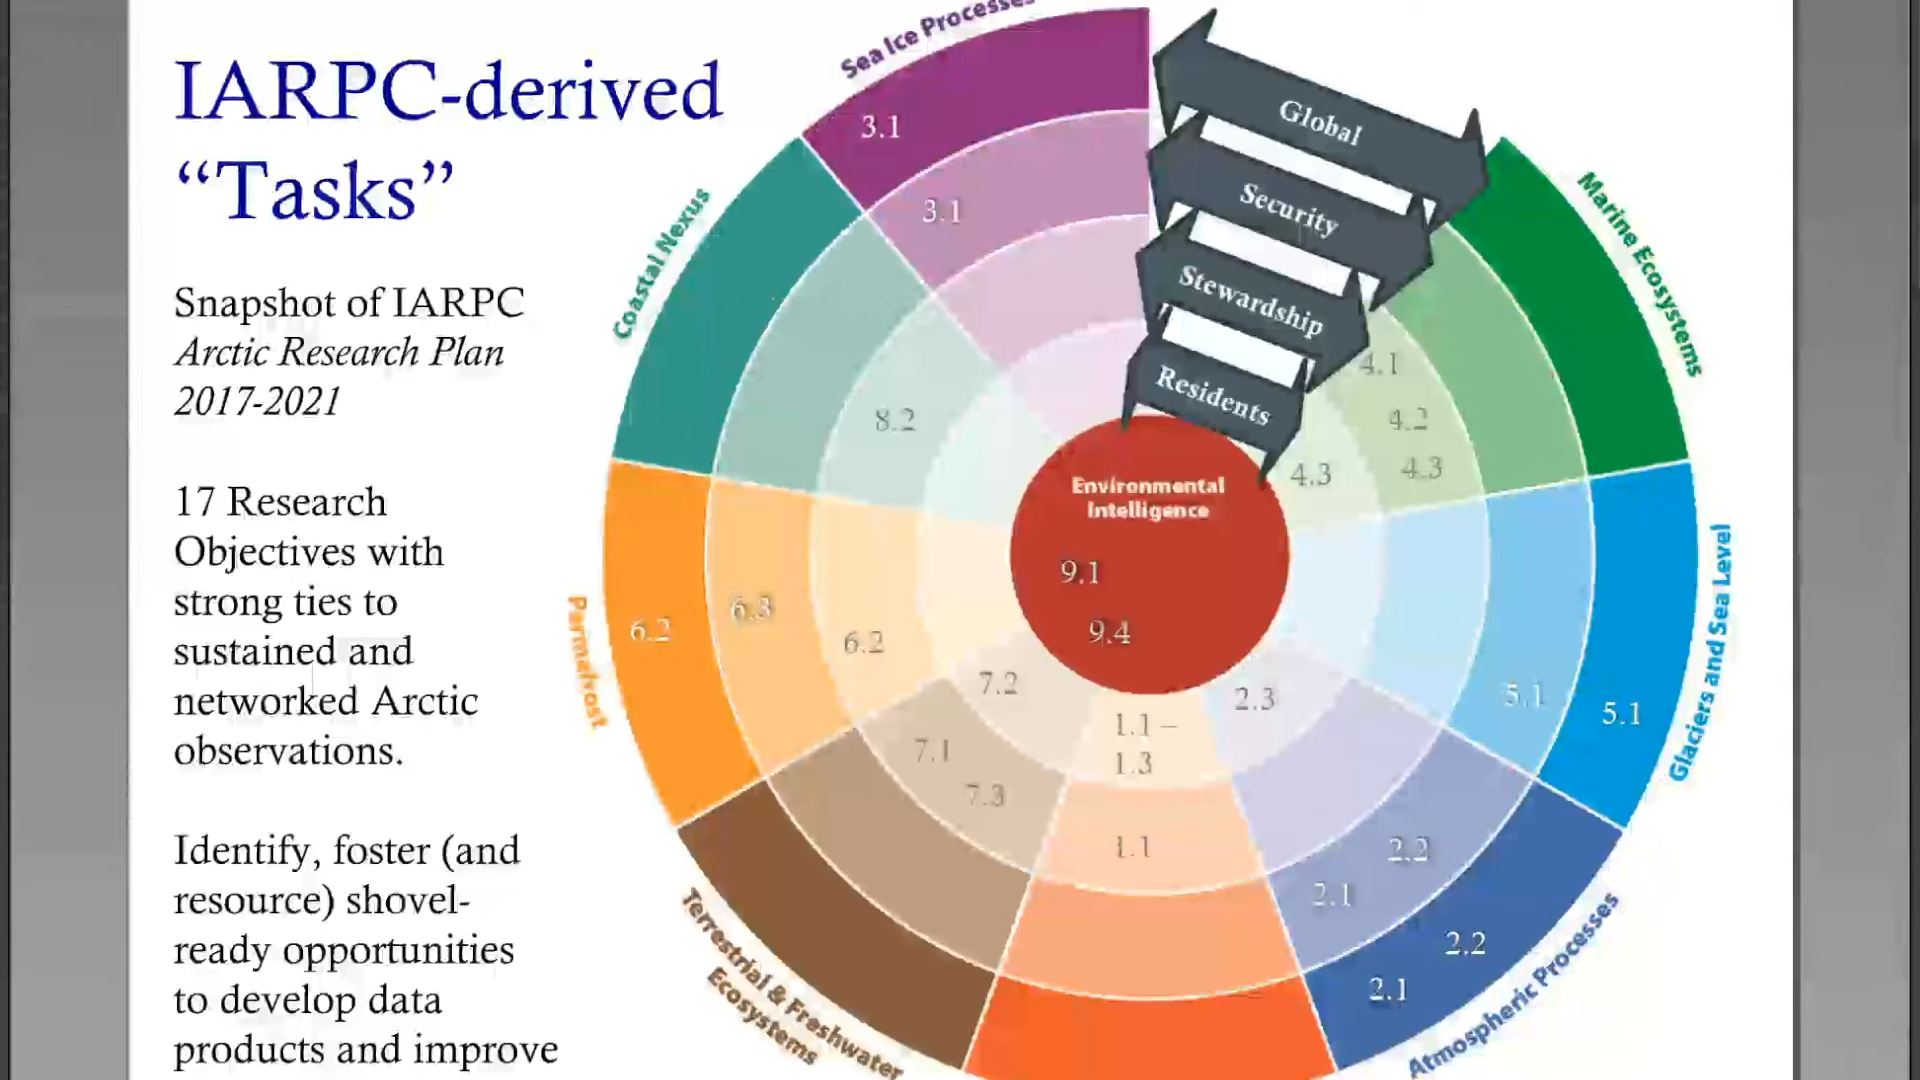 IARPC-derived
“Tasks”
Snapshot of IARPC
Arctic Research Plan
2017-2021
17 Research
Objectives with
strong ties to
sustained and
networked Arctic
observations.
Identify, foster (and
resource) shovel-
ready opportunities
to develop data
products and improve
Sea Ice Processes
3.1
3.1
Coastal Nexus
8.2
Global
Security
Stewardship
Residents
Marine Ecosystems
4.1
4.2
4.3
4.3
Environmental
Intelligence
9.1
9.4
Permafrost
6.2
6.3
6.2
Glaciers and Sea Level
5.1
5.1
7.2
7.1
7.3
Terrestrial & Freshwater
Ecosystems
1.1 –
1.3
1.1
2.3
2.2
2.1
2.2
2.1
Atmospheric Processes